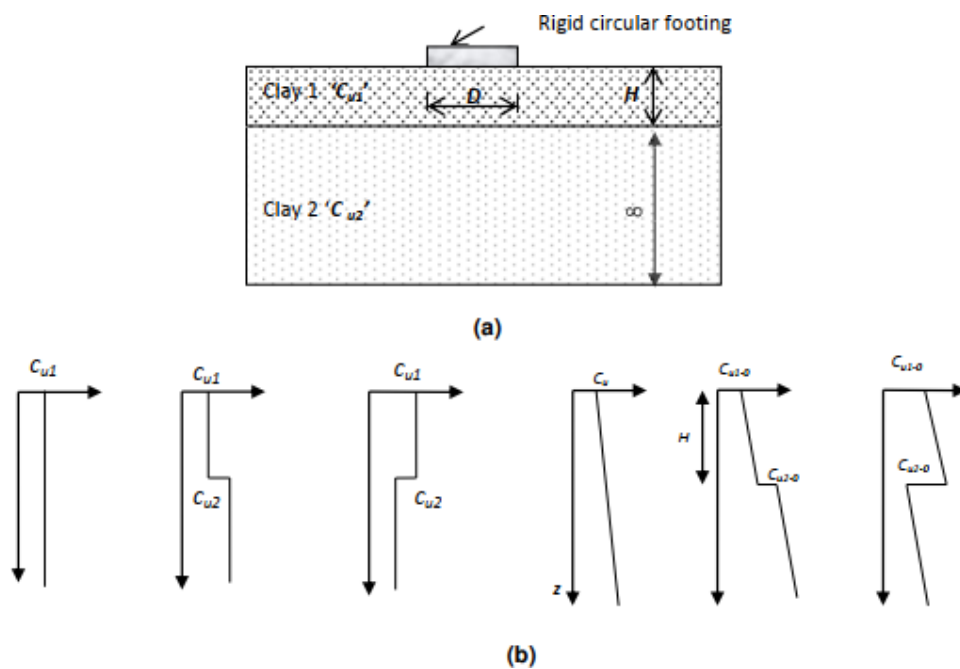 Rigid circular footing
Clay 1 ‘Cu1’
D
H
Clay 2 ‘C u2’
∞
(a)
Cu1
Cu1
Cu2
Cu1
Cu2
Cu
z
Cu1-0
H
Cu2-0
Cu1-0
Cu2-0
(b)